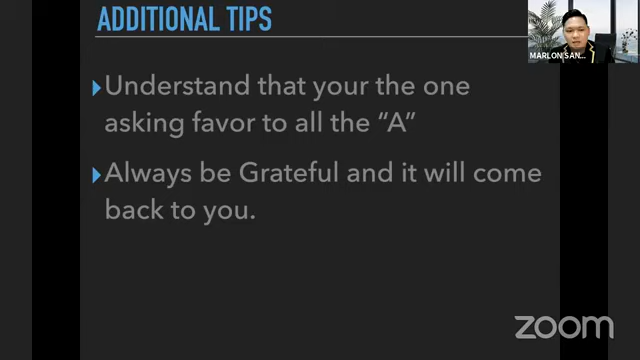 ADDITIONAL TIPS
MARLON SAN...
▸Understand that your the one
asking favor to all the “A”
▸Always be Grateful and it will come
back to you.
zoom